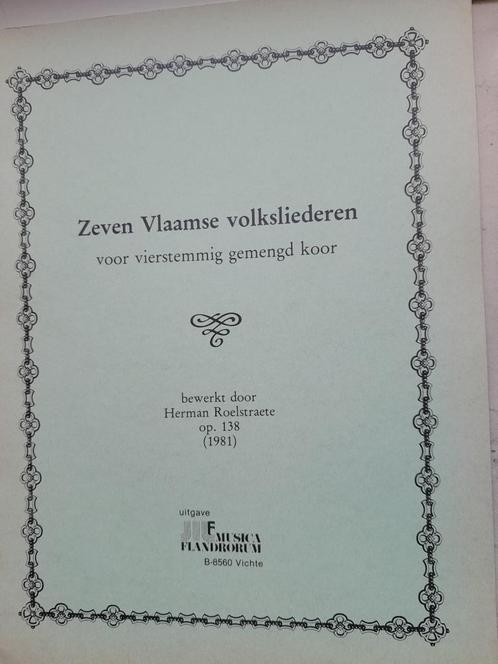 Zeven Vlaamse volksliederen
voor vierstemmig gemengd koor
bewerkt door
Herman Roelstraete
op. 138
(1981)
uitgave
MUSICA
FLANDRORUM
B-8560 Vichte